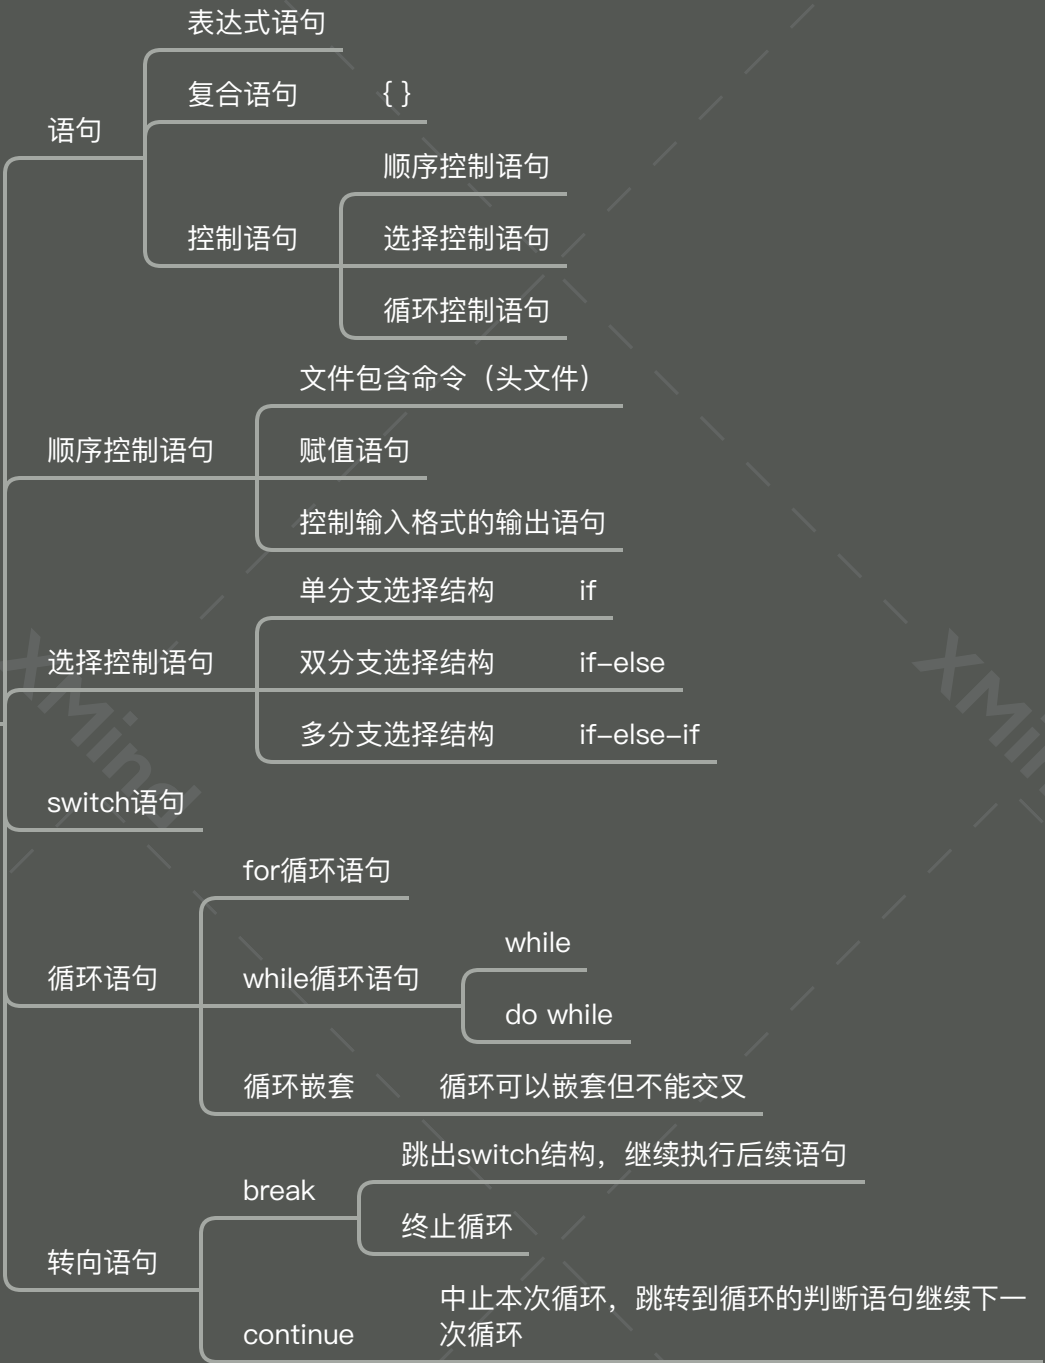 表达式语句
复合语句 { }
语句
顺序控制语句
控制语句
选择控制语句
循环控制语句
文件包含命令（头文件）
顺序控制语句
赋值语句
控制输入格式的输出语句
单分支选择结构 if
选择控制语句
双分支选择结构 if-else
多分支选择结构 if-else-if
switch语句
for循环语句
while
循环语句
while循环语句
do while
循环嵌套 循环可以嵌套但不能交叉
跳出switch结构，继续执行后续语句
break
终止循环
转向语句
中止本次循环，跳转到循环的判断语句继续下一
次循环
continue
XMind
XMin